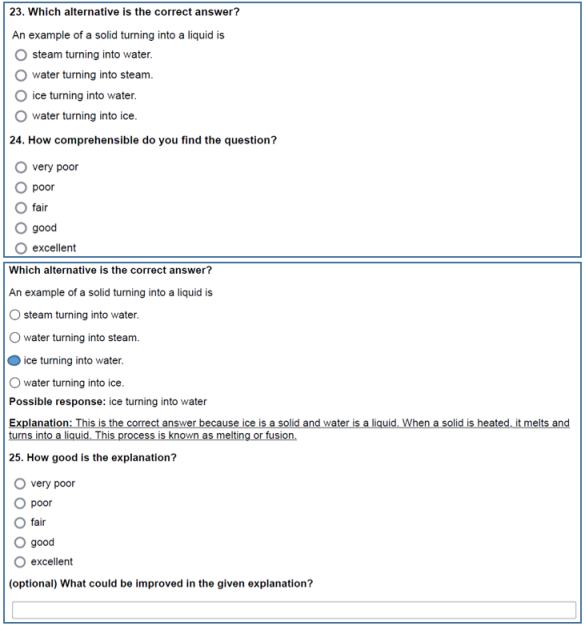 23. Which alternative is the correct answer?
An example of a solid turning into a liquid is
steam turning into water.
water turning into steam.
ice turning into water.
water turning into ice.
24. How comprehensible do you find the question?
very poor
poor
fair
good
excellent
Which alternative is the correct answer?
An example of a solid turning into a liquid is
steam turning into water.
water turning into steam.
ice turning into water.
water turning into ice.
Possible response: ice turning into water
Explanation: This is the correct answer because ice is a solid and water is a liquid. When a solid is heated, it melts and
turns into a liquid. This process is known as melting or fusion.
25. How good is the explanation?
very poor
poor
fair
good
excellent
(optional) What could be improved in the given explanation?